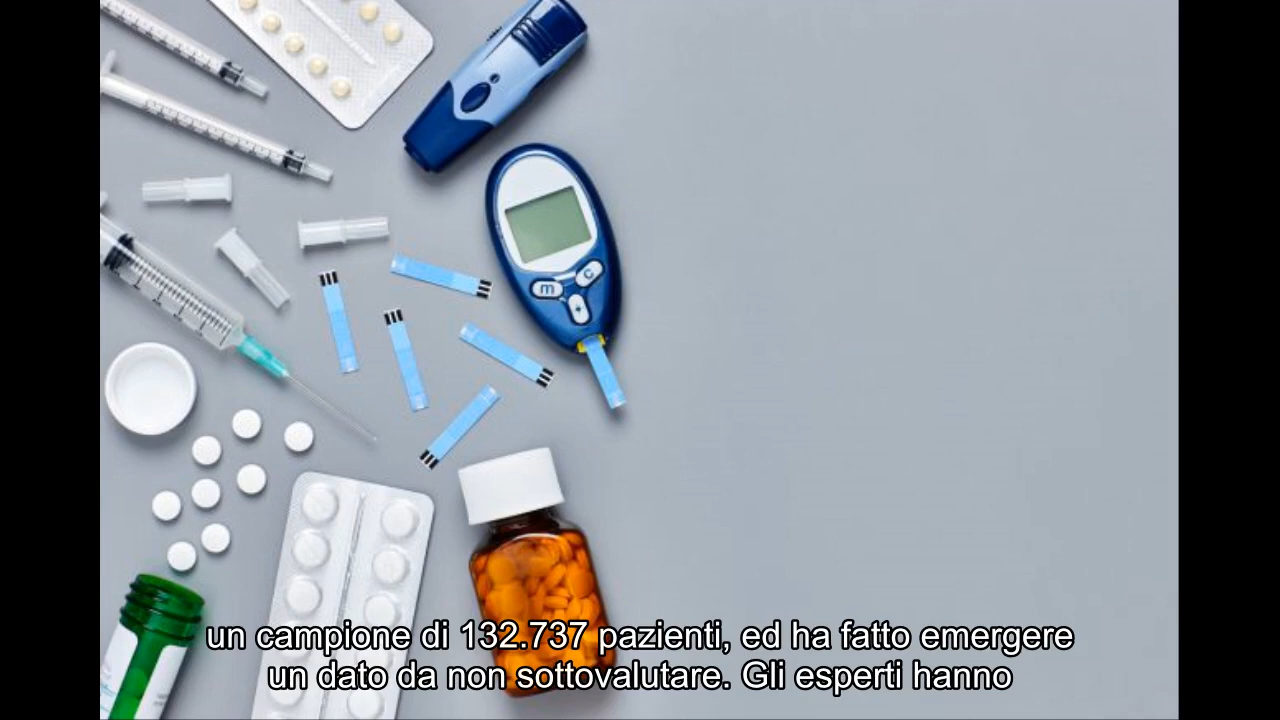 m
c
un campione di 132.737 pazienti, ed ha fatto emergere
un dato da non sottovalutare. Gli esperti hanno